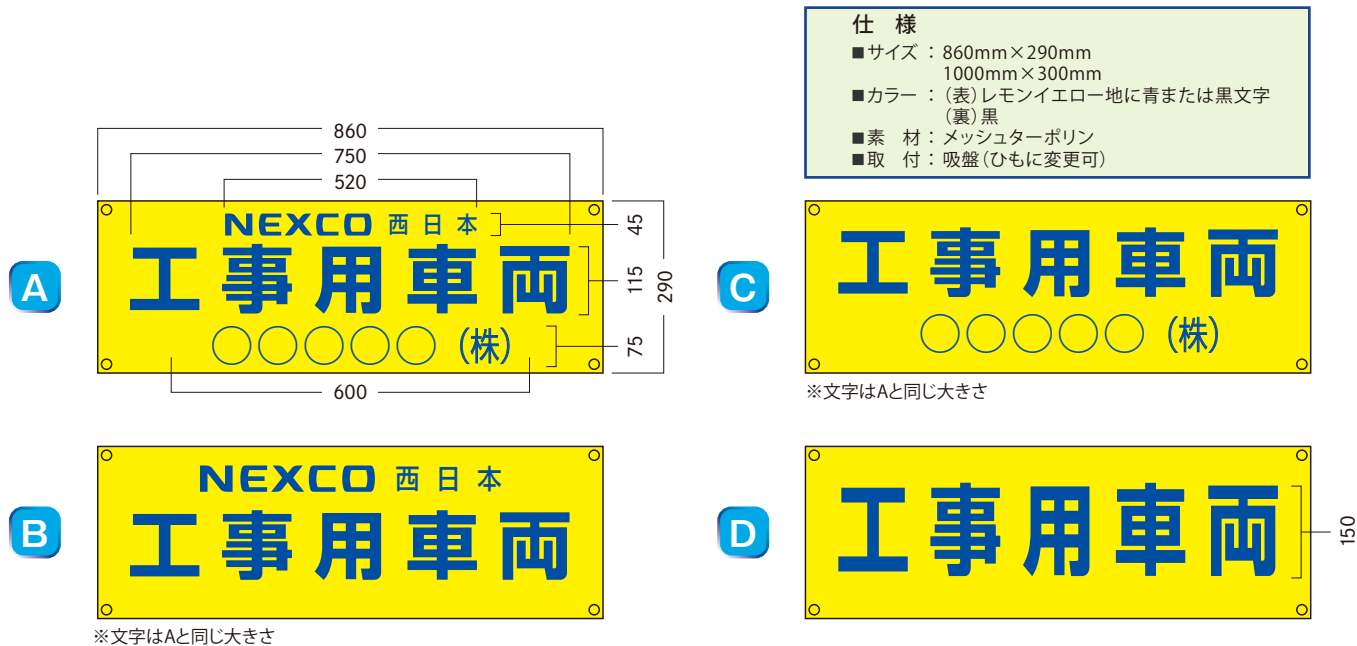 仕 様
■サイズ：860mm×290mm
1000mm×300mm
■カラー：（表）レモンイエロー地に青または黒文字
（裏）黒
■素 材：メッシュターポリン
■取 付：吸盤（ひもに変更可）
A
860
750
520
NEXCO 西日本
工事用車両
○○○○○（株）
45
115
75
290
600
C
工事用車両
○○○○○（株）
※文字はAと同じ大きさ
B
NEXCO 西日本
工事用車両
※文字はAと同じ大きさ
D
工事用車両
150